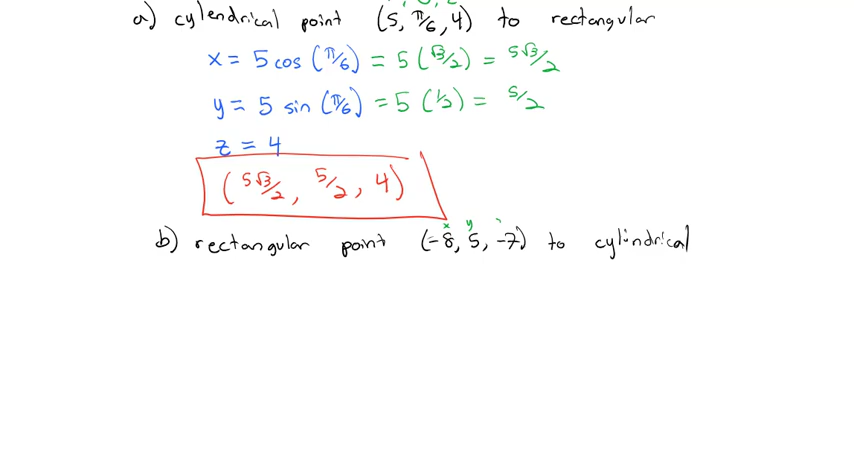 a) cylendrical point (5, π/6, 4) to rectangular
x = 5 cos (π/6) = 5 (√3/2) = 5√3/2
y = 5 sin (π/6) = 5 (1/2) = 5/2
z = 4
(5√3/2, 5/2, 4)
x y
b) rectangular point (-8, 5, -7) to cylindrical